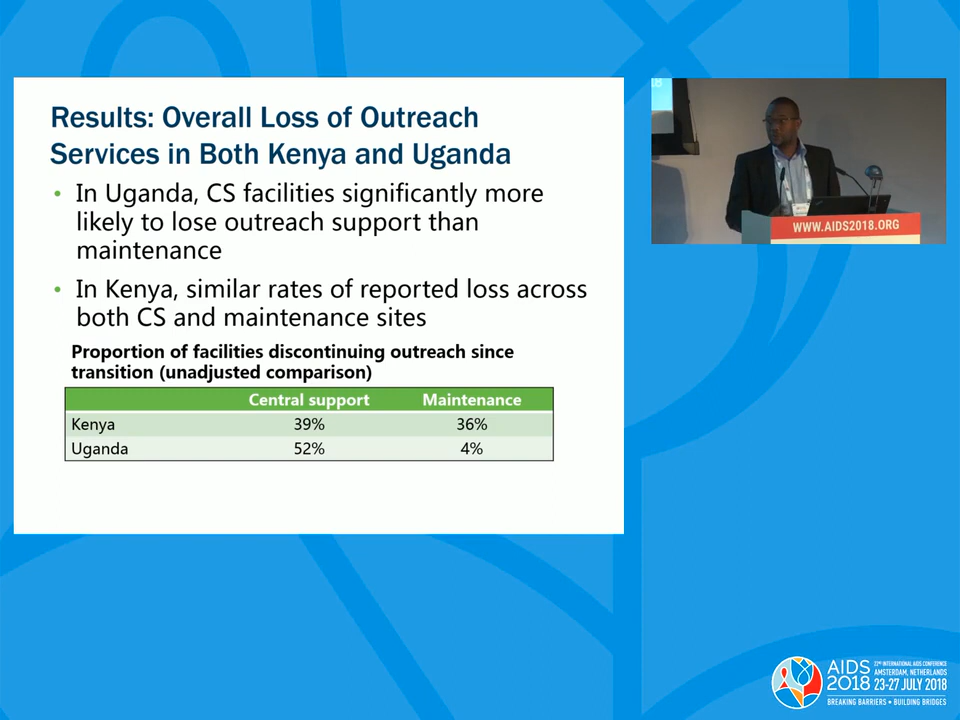 Results: Overall Loss of Outreach
Services in Both Kenya and Uganda
• In Uganda, CS facilities significantly more
likely to lose outreach support than
maintenance
• In Kenya, similar rates of reported loss across
both CS and maintenance sites
Proportion of facilities discontinuing outreach since
transition (unadjusted comparison)
Central support Maintenance
Kenya 39% 36%
Uganda 52% 4%
18
WWW.AIDS2018.ORG
AIDS
2018
22ND INTERNATIONAL AIDS CONFERENCE
AMSTERDAM, NETHERLANDS
23-27 JULY 2018
BREAKING BARRIERS • BUILDING BRIDGES